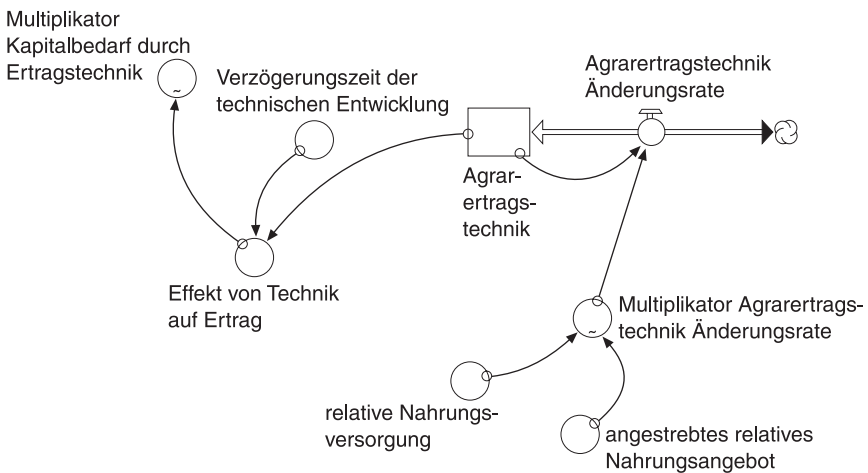 Multiplikator
Kapitalbedarf durch
Ertragstechnik
Verzögerungszeit der
technischen Entwicklung
Agrarertragstechnik
Änderungsrate
Agrar-
ertrags-
technik
Effekt von Technik
auf Ertrag
Multiplikator Agrarertrags-
technik Änderungsrate
relative Nahrungs-
versorgung
angestrebtes relatives
Nahrungsangebot